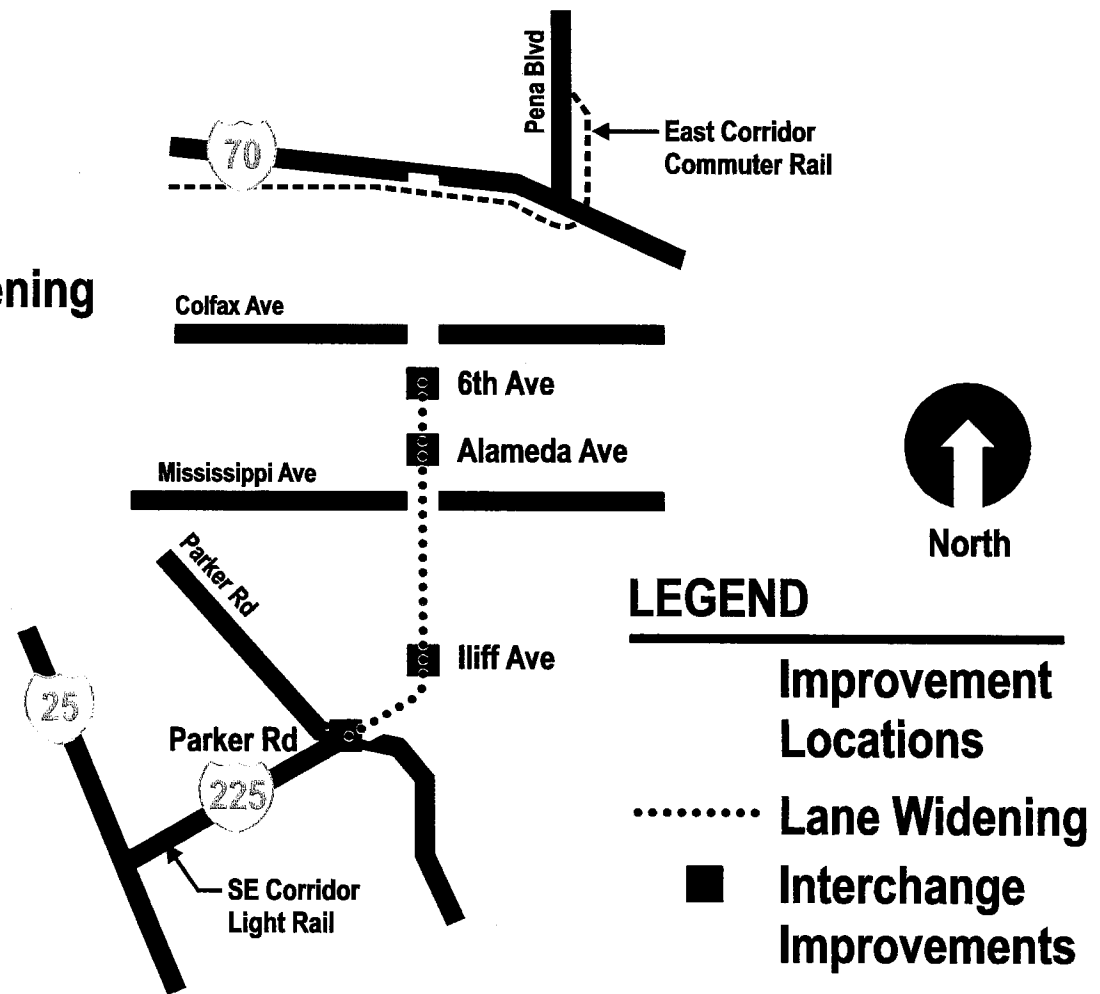 Pena Blvd
East Corridor
Commuter Rail
70
ening
Colfax Ave
6th Ave
Alameda Ave
Mississippi Ave
North
Parker Rd
LEGEND
Iliff Ave
Improvement
Locations
25
Parker Rd
225
Lane Widening
SE Corridor
Light Rail
Interchange
Improvements